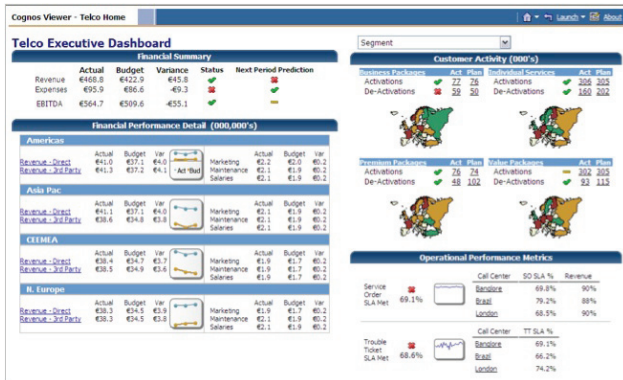 Cognos Viewer - Telco Home
Launch
About
Telco Executive Dashboard
Segment
Financial Summary
Actual Budget Variance Status Next Period Prediction
Revenue €468.8 €422.9 €45.8
Expenses €95.9 €86.6 -€9.3
EBITDA €564.7 €509.6 -€55.1
Financial Performance Detail (000,000's)
Americas
Actual Budget Var Actual Budget Var
Revenue - Direct €41.0 €37.1 €4.0 Marketing €2.2 €2.0 €0.2
Revenue - 3rd Party €41.3 €37.2 €4.1 Act Bud Maintenance €2.1 €1.9 €0.2
Salaries €2.1 €1.9 €0.2
Asia Pac
Actual Budget Var Actual Budget Var
Revenue - Direct €41.1 €37.1 €4.0 Marketing €2.1 €1.9 €0.2
Revenue - 3rd Party €38.6 €34.8 €3.8 Maintenance €2.1 €1.9 €0.2
Salaries €2.1 €1.9 €0.2
CEEMEA
Actual Budget Var Actual Budget Var
Revenue - Direct €38.4 €34.7 €3.7 Marketing €1.9 €1.7 €0.2
Revenue - 3rd Party €38.5 €34.9 €3.6 Maintenance €1.9 €1.7 €0.2
Salaries €1.9 €1.7 €0.2
N. Europe
Actual Budget Var Actual Budget Var
Revenue - Direct €38.3 €34.5 €3.9 Marketing €1.9 €1.7 €0.2
Revenue - 3rd Party €38.3 €34.5 €3.8 Maintenance €2.1 €1.9 €0.2
Salaries €2.1 €1.9 €0.2
Customer Activity (000's)
Business Packages Act Plan Individual Services Act Plan
Activations 77 76 Activations 306 305
De-Activations 59 50 De-Activations 160 202
Premium Packages Act Plan Value Packages Act Plan
Activations 76 74 Activations 302 305
De-Activations 48 102 De-Activations 93 115
Operational Performance Metrics
Call Center SO SLA % Revenue
Service Order SLA Met 69.1%
Banglore 69.8% 90%
Brazil 79.2% 88%
London 68.5% 90%
Call Center TT SLA %
Trouble Ticket SLA Met 68.6%
Banglore 69.1%
Brazil 66.2%
London 74.2%